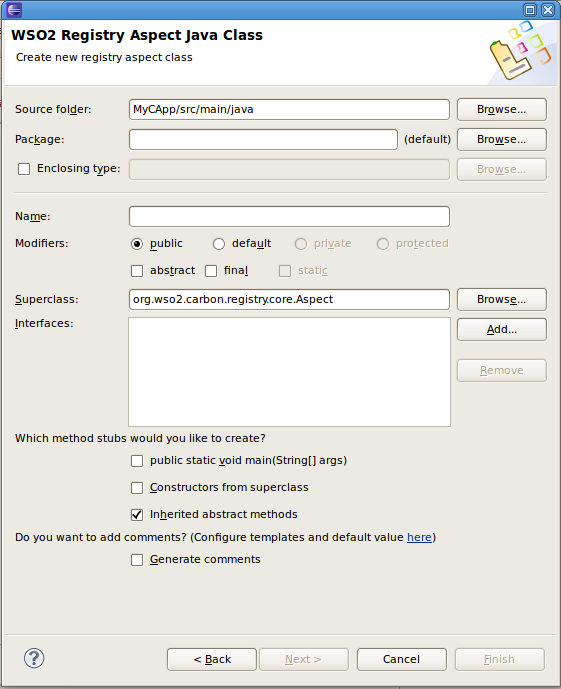 WSO2 Registry Aspect Java Class
Create new registry aspect class
Source folder: MyCApp/src/main/java Browse...
Package: (default) Browse...
Enclosing type: Browse...
Name:
Modifiers: public default private protected
abstract final static
Superclass: org.wso2.carbon.registry.core.Aspect Browse...
Interfaces: Add...
Remove
Which method stubs would you like to create?
public static void main(String[] args)
Constructors from superclass
Inherited abstract methods
Do you want to add comments? (Configure templates and default value here)
Generate comments
? < Back Next > Cancel Finish